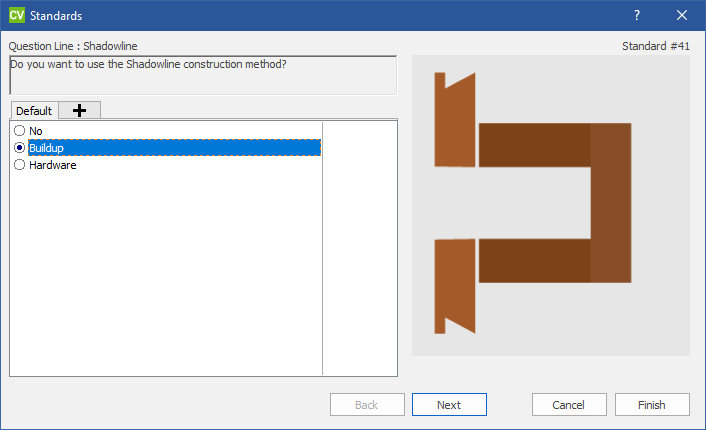 CV Standards ?
Question Line : Shadowline Standard #41
Do you want to use the Shadowline construction method?
Default
No
Buildup
Hardware
Back Next Cancel Finish